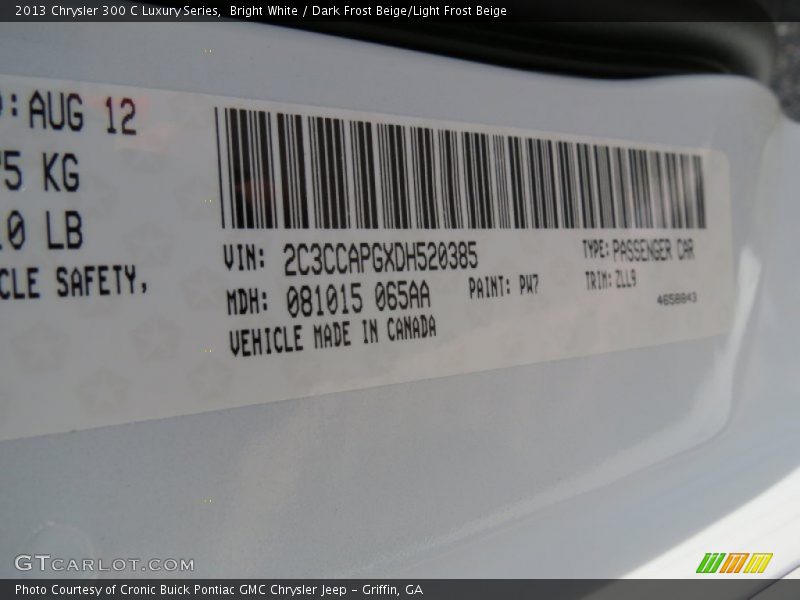 2013 Chrysler 300 C Luxury Series, Bright White / Dark Frost Beige/Light Frost Beige
AUG 12
5 KG
0 LB
CLE SAFETY,
VIN: 2C3CCAPGXDH520385
MDH: 081015 065AA
PAINT: PW7
VEHICLE MADE IN CANADA
TYPE: PASSENGER CAR
TRIM: ZLL9
4658843
GTCARLOT.COM
Photo Courtesy of Cronic Buick Pontiac GMC Chrysler Jeep - Griffin, GA